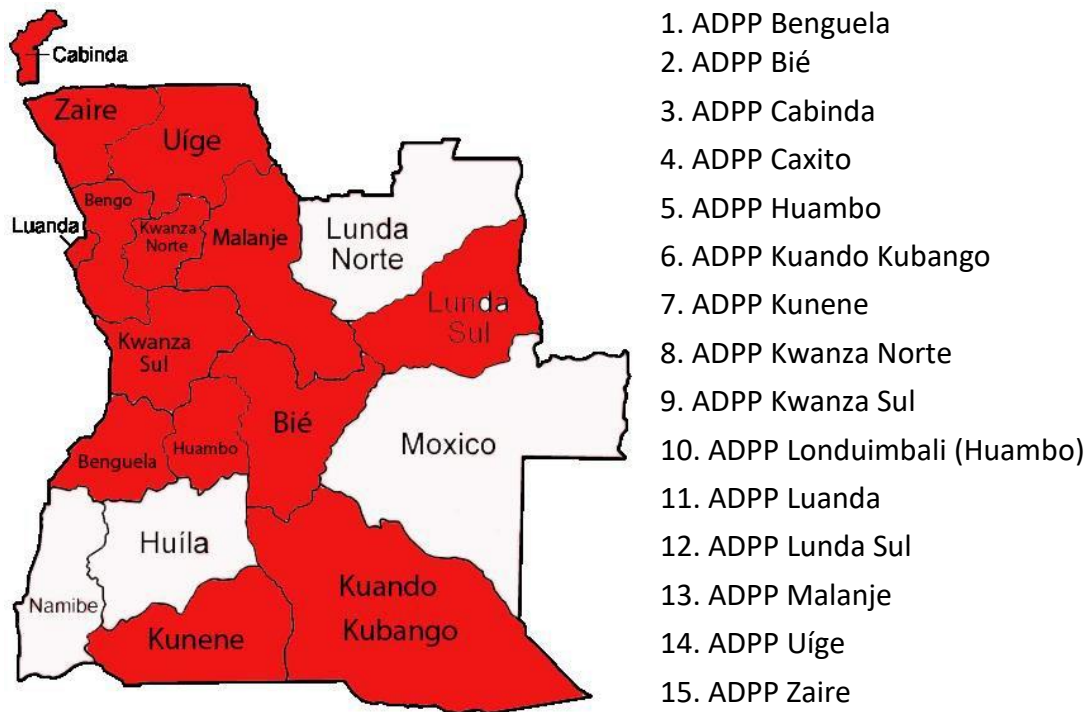 Cabinda
Zaire
Uíge
Bengo
Luanda
Kwanza
Norte
Malanje
Lunda
Norte
Lunda
Sul
Kwanza
Sul
Bié
Moxico
Benguela
Huambo
Huíla
Namibe
Kunene
Kuando
Kubango
1. ADPP Benguela
2. ADPP Bié
3. ADPP Cabinda
4. ADPP Caxito
5. ADPP Huambo
6. ADPP Kuando Kubango
7. ADPP Kunene
8. ADPP Kwanza Norte
9. ADPP Kwanza Sul
10. ADPP Londuimbali (Huambo)
11. ADPP Luanda
12. ADPP Lunda Sul
13. ADPP Malanje
14. ADPP Uíge
15. ADPP Zaire